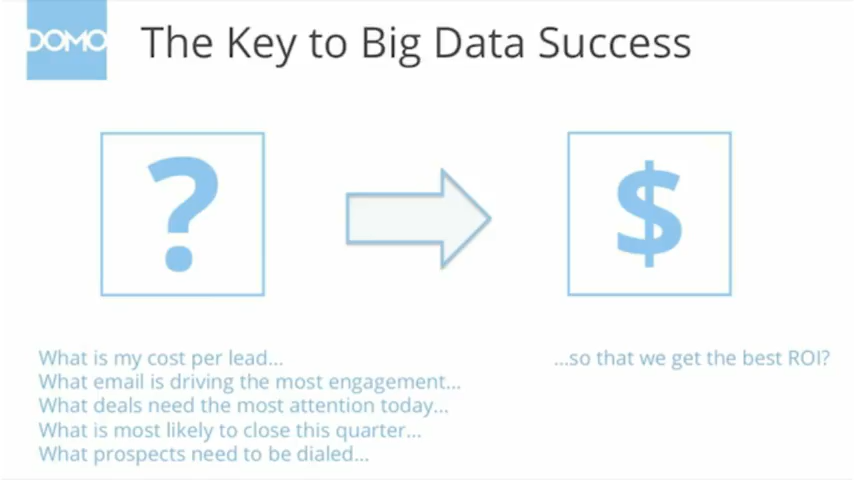 DOMO
The Key to Big Data Success
?
$
What is my cost per lead...
What email is driving the most engagement...
What deals need the most attention today...
What is most likely to close this quarter...
What prospects need to be dialed...
...so that we get the best ROI?